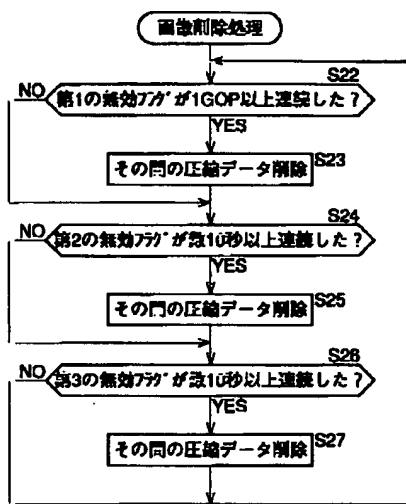 画像削除処理
S22
NO
第1の無効フラグが1GOP以上連続した?
YES
その間の圧縮データ削除
S23
S24
NO
第2の無効フラグが数10秒以上連続した?
YES
その間の圧縮データ削除
S25
S26
NO
第3の無効フラグが数10秒以上連続した?
YES
その間の圧縮データ削除
S27